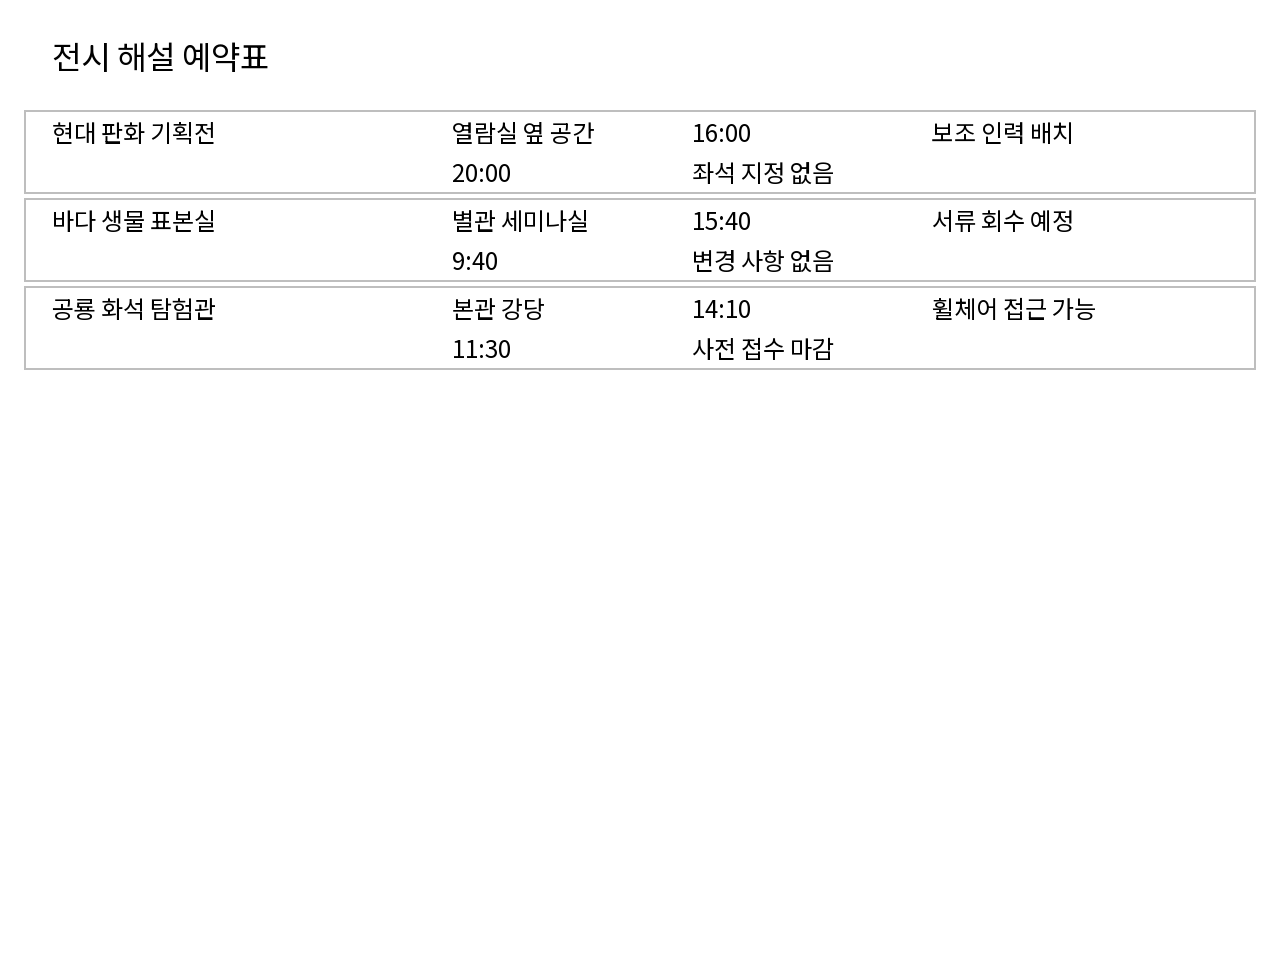 전시 해설 예약표
현대 판화 기획전 열람실 옆 공간 16:00 보조 인력 배치
20:00 좌석 지정 없음
바다 생물 표본실 별관 세미나실 15:40 서류 회수 예정
9:40 변경 사항 없음
공룡 화석 탐험관 본관 강당 14:10 휠체어 접근 가능
11:30 사전 접수 마감